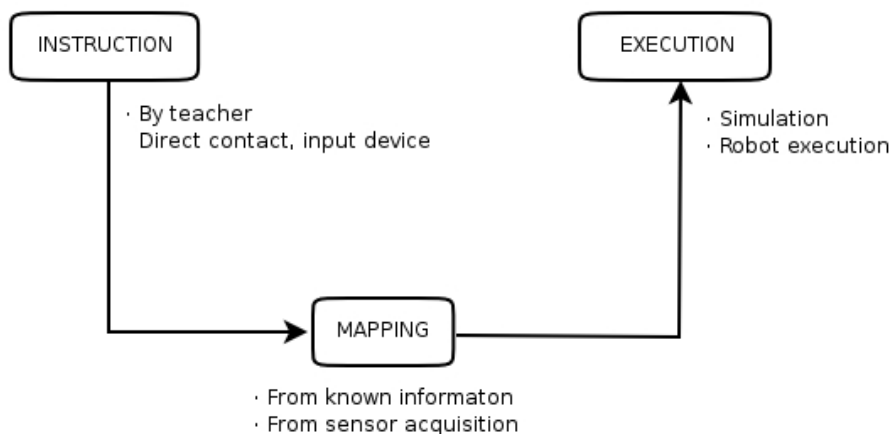 INSTRUCTION
EXECUTION
· By teacher
Direct contact, input device
· Simulation
· Robot execution
MAPPING
· From known informaton
· From sensor acquisition